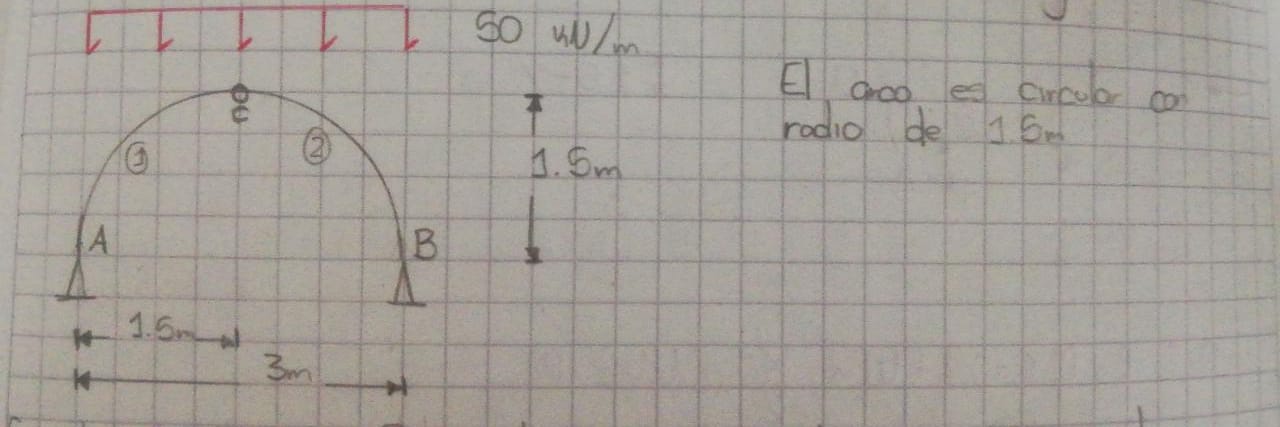 50 kN/m
El arco es circular con
radio de 1.5m
C
① ②
1.5m
A B
1.5m
3m